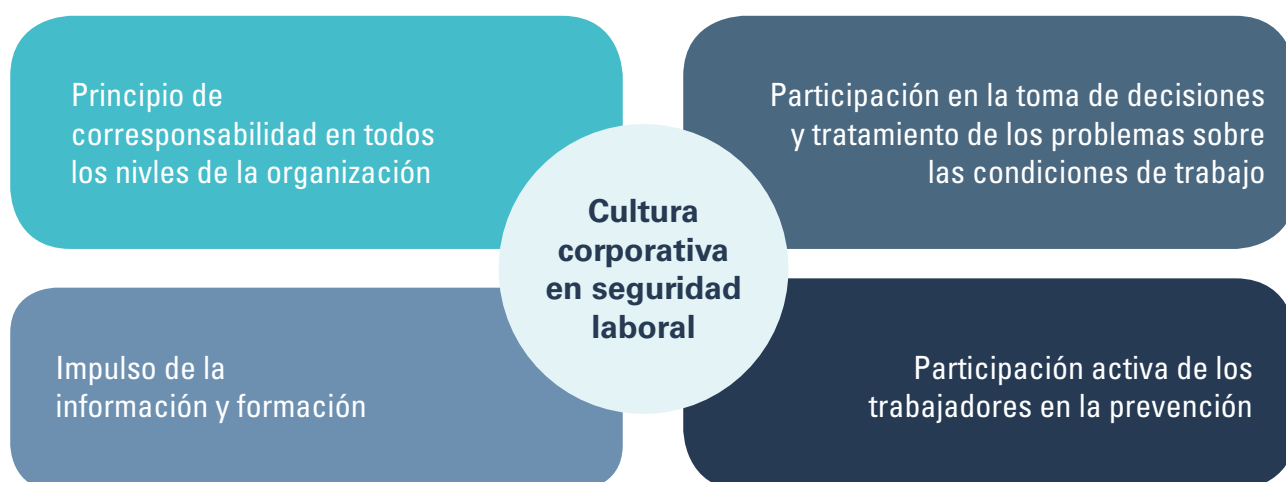 Principio de
corresponsabilidad en todos
los nivles de la organización
Participación en la toma de decisiones
y tratamiento de los problemas sobre
las condiciones de trabajo
Cultura
corporativa
en seguridad
laboral
Impulso de la
información y formación
Participación activa de los
trabajadores en la prevención